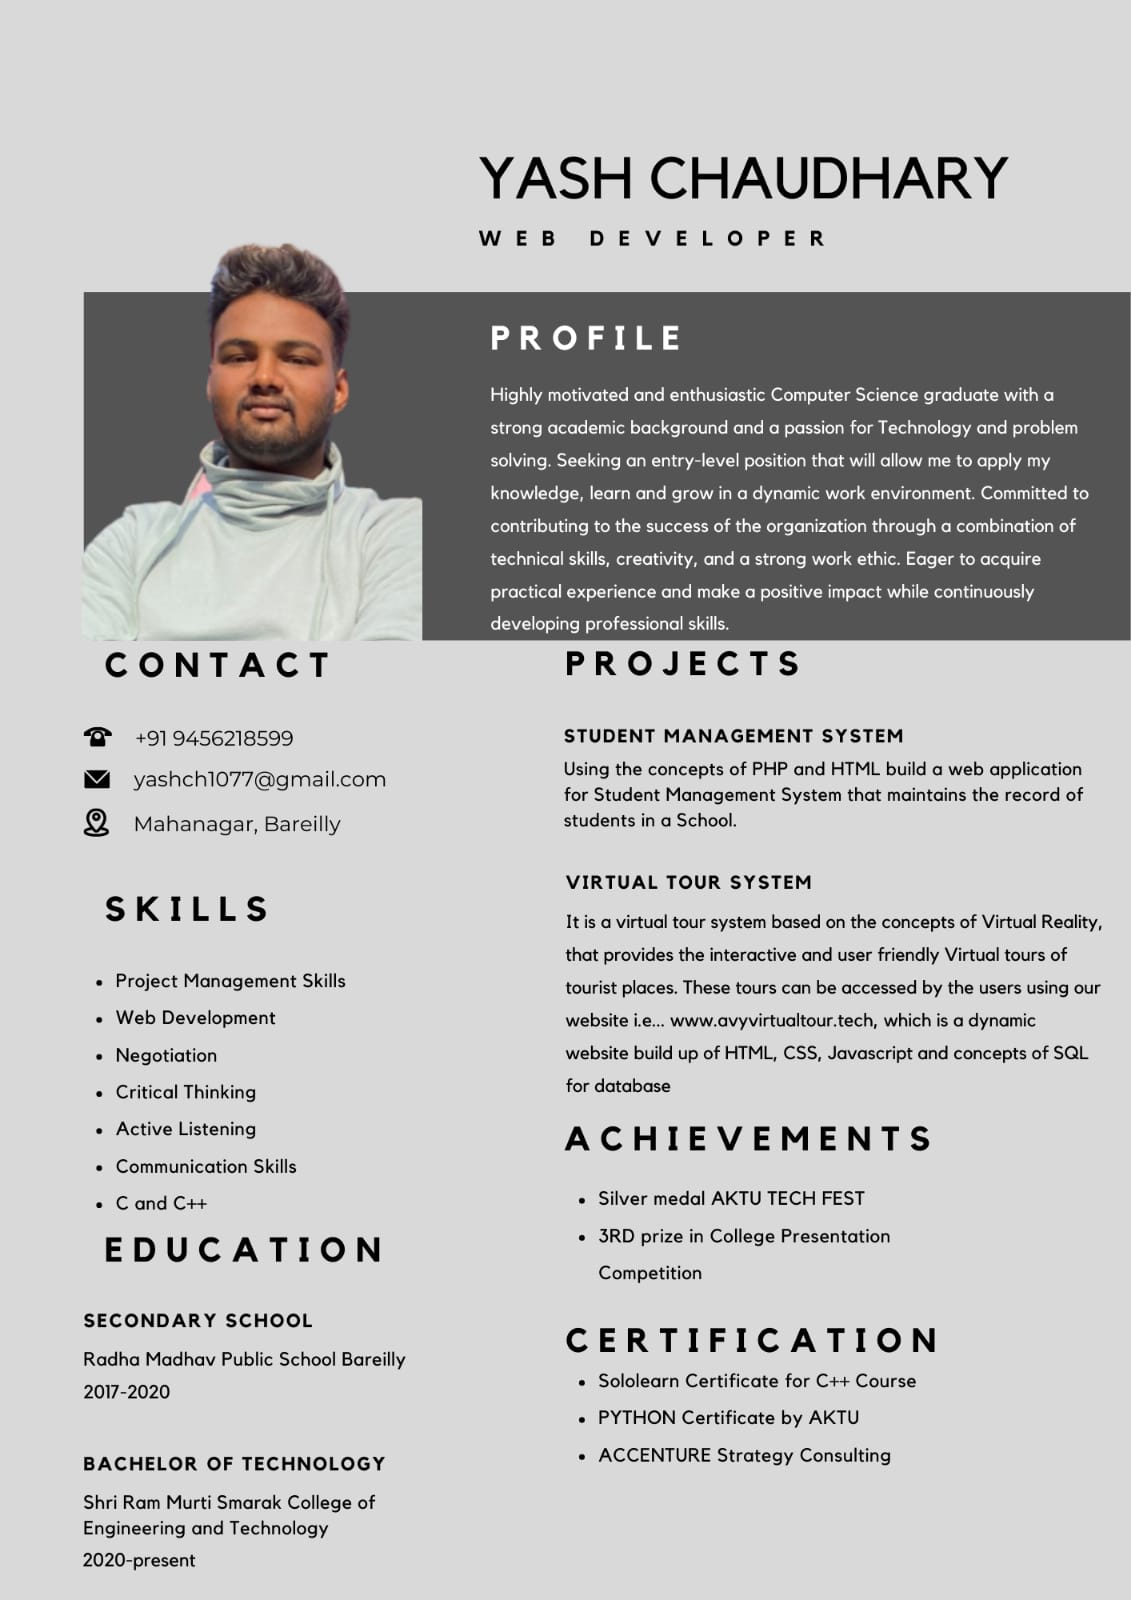 YASH CHAUDHARY
WEB DEVELOPER
PROFILE
Highly motivated and enthusiastic Computer Science graduate with a
strong academic background and a passion for Technology and problem
solving. Seeking an entry-level position that will allow me to apply my
knowledge, learn and grow in a dynamic work environment. Committed to
contributing to the success of the organization through a combination of
technical skills, creativity, and a strong work ethic. Eager to acquire
practical experience and make a positive impact while continuously
developing professional skills.
CONTACT
+91 9456218599
yashch1077@gmail.com
Mahanagar, Bareilly
SKILLS
• Project Management Skills
• Web Development
• Negotiation
• Critical Thinking
• Active Listening
• Communication Skills
• C and C++
EDUCATION
SECONDARY SCHOOL
Radha Madhav Public School Bareilly
2017-2020
BACHELOR OF TECHNOLOGY
Shri Ram Murti Smarak College of
Engineering and Technology
2020-present
PROJECTS
STUDENT MANAGEMENT SYSTEM
Using the concepts of PHP and HTML build a web application
for Student Management System that maintains the record of
students in a School.
VIRTUAL TOUR SYSTEM
It is a virtual tour system based on the concepts of Virtual Reality,
that provides the interactive and user friendly Virtual tours of
tourist places. These tours can be accessed by the users using our
website i.e... www.avyvirtualtour.tech, which is a dynamic
website build up of HTML, CSS, Javascript and concepts of SQL
for database
ACHIEVEMENTS
• Silver medal AKTU TECH FEST
• 3RD prize in College Presentation
Competition
CERTIFICATION
• Sololearn Certificate for C++ Course
• PYTHON Certificate by AKTU
• ACCENTURE Strategy Consulting